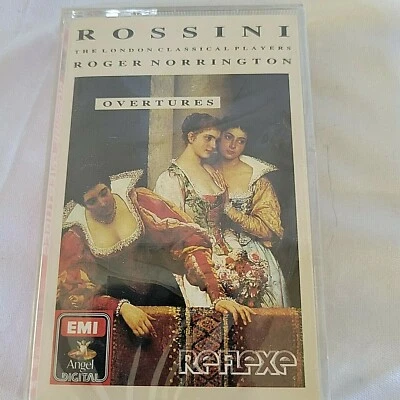 ROSSINI
THE LONDON CLASSICAL PLAYERS
ROGER NORRINGTON
OVERTURES
EMI
Angel
DIGITAL
REFLEXE